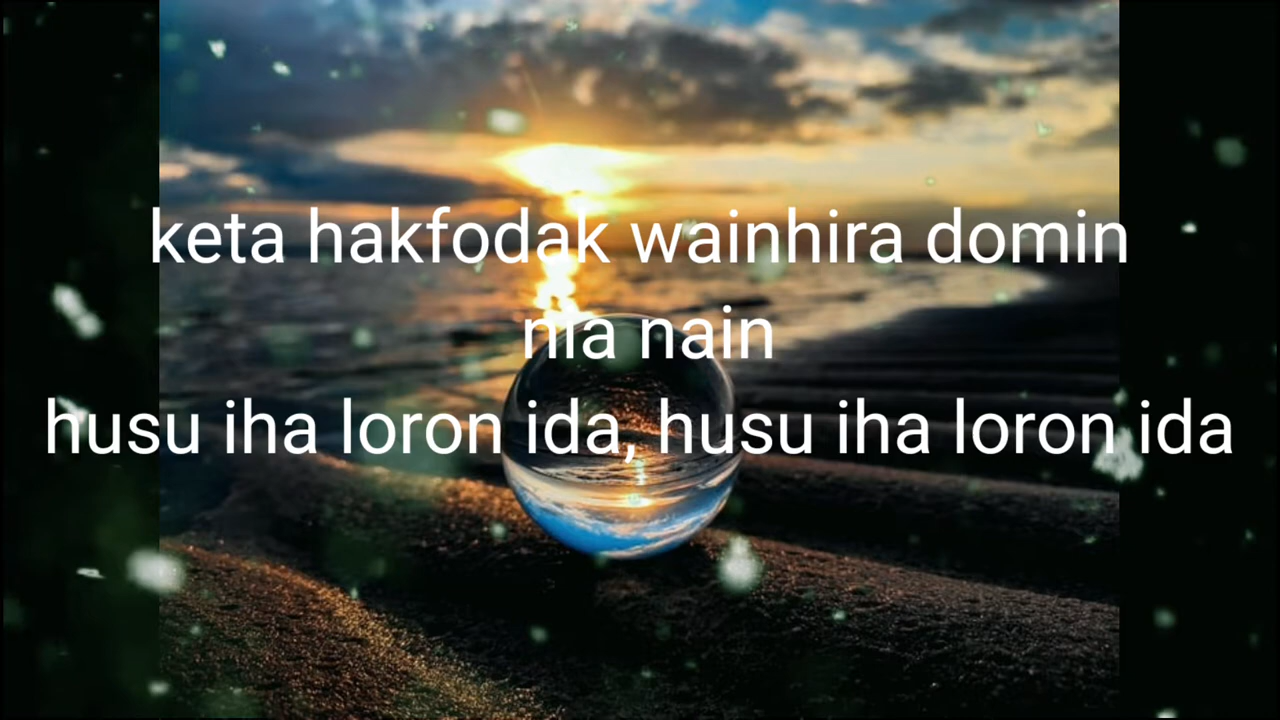 keta hakfodak wainhira domin
nia nain
husu iha loron ida, husu iha loron ida